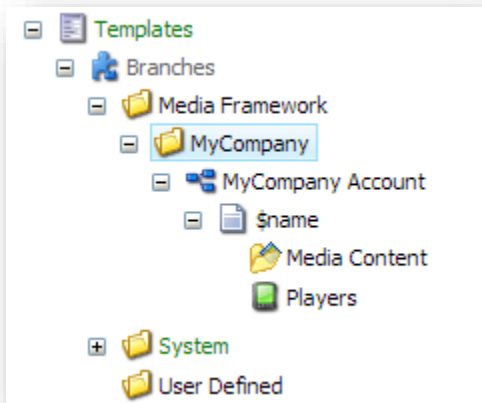 Templates
Branches
Media Framework
MyCompany
MyCompany Account
$name
Media Content
Players
System
User Defined